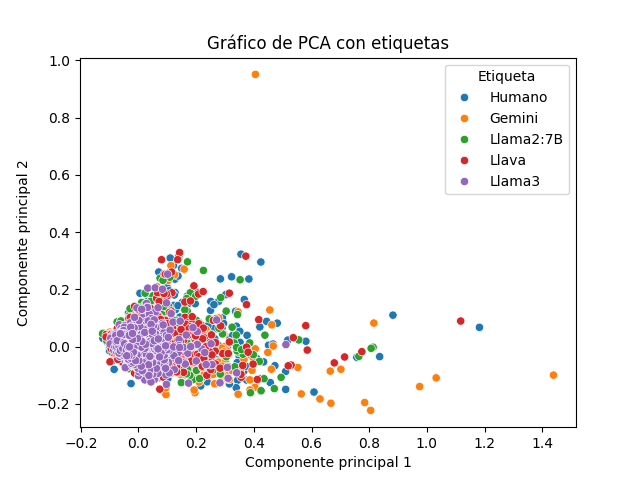 Gráfico de PCA con etiquetas
Componente principal 2
1.0
0.8
0.6
0.4
0.2
0.0
−0.2
Etiqueta
Humano
Gemini
Llama2:7B
Llava
Llama3
−0.2 0.0 0.2 0.4 0.6 0.8 1.0 1.2 1.4
Componente principal 1